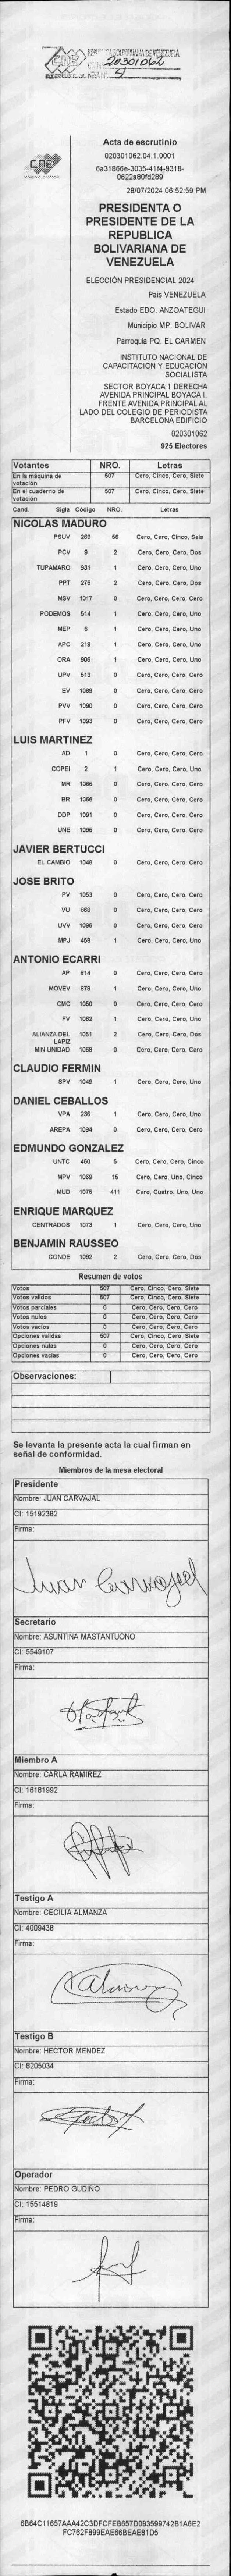 CNE
REPÚBLICA BOLIVARIANA DE VENEZUELA
20301062
4
CNE
Acta de escrutinio
020301062.04.1.0001
6a31866e-3035-41f4-9318-
0622a80fd289
28/07/2024 06:52:59 PM
PRESIDENTA O
PRESIDENTE DE LA
REPUBLICA
BOLIVARIANA DE
VENEZUELA
ELECCIÓN PRESIDENCIAL 2024
Pais VENEZUELA
Estado EDO. ANZOATEGUI
Municipio MP. BOLIVAR
Parroquia PQ. EL CARMEN
INSTITUTO NACIONAL DE
CAPACITACIÓN Y EDUCACIÓN
SOCIALISTA
SECTOR BOYACA 1 DERECHA
AVENIDA PRINCIPAL BOYACA I.
FRENTE AVENIDA PRINCIPAL AL
LADO DEL COLEGIO DE PERIODISTA
BARCELONA EDIFICIO
020301062
925 Electores
Votantes NRO. Letras
En la máquina de votación 507 Cero, Cinco, Cero, Siete
En el cuaderno de votación 507 Cero, Cinco, Cero, Siete
Cand. Sigla Código NRO. Letras
NICOLAS MADURO
PSUV 269 56 Cero, Cero, Cinco, Seis
PCV 9 2 Cero, Cero, Cero, Dos
TUPAMARO 931 1 Cero, Cero, Cero, Uno
PPT 276 2 Cero, Cero, Cero, Dos
MSV 1017 0 Cero, Cero, Cero, Cero
PODEMOS 514 1 Cero, Cero, Cero, Uno
MEP 6 1 Cero, Cero, Cero, Uno
APC 219 1 Cero, Cero, Cero, Uno
ORA 906 1 Cero, Cero, Cero, Uno
UPV 513 0 Cero, Cero, Cero, Cero
EV 1089 0 Cero, Cero, Cero, Cero
PVV 1090 0 Cero, Cero, Cero, Cero
PFV 1093 0 Cero, Cero, Cero, Cero
LUIS MARTINEZ
AD 1 0 Cero, Cero, Cero, Cero
COPEI 2 1 Cero, Cero, Cero, Uno
MR 1065 0 Cero, Cero, Cero, Cero
BR 1066 0 Cero, Cero, Cero, Cero
DDP 1091 0 Cero, Cero, Cero, Cero
UNE 1095 0 Cero, Cero, Cero, Cero
JAVIER BERTUCCI
EL CAMBIO 1048 0 Cero, Cero, Cero, Cero
JOSE BRITO
PV 1053 0 Cero, Cero, Cero, Cero
VU 869 0 Cero, Cero, Cero, Cero
UVV 1096 0 Cero, Cero, Cero, Cero
MPJ 458 1 Cero, Cero, Cero, Uno
ANTONIO ECARRI
AP 614 0 Cero, Cero, Cero, Cero
MOVEV 878 1 Cero, Cero, Cero, Uno
CMC 1050 0 Cero, Cero, Cero, Cero
FV 1062 1 Cero, Cero, Cero, Uno
ALIANZA DEL 1051 2 Cero, Cero, Cero, Dos
LAPIZ
MIN UNIDAD 1068 0 Cero, Cero, Cero, Cero
CLAUDIO FERMIN
SPV 1049 1 Cero, Cero, Cero, Uno
DANIEL CEBALLOS
VPA 236 1 Cero, Cero, Cero, Uno
AREPA 1094 0 Cero, Cero, Cero, Cero
EDMUNDO GONZALEZ
UNTC 460 5 Cero, Cero, Cero, Cinco
MPV 1069 15 Cero, Cero, Uno, Cinco
MUD 1075 411 Cero, Cuatro, Uno, Uno
ENRIQUE MARQUEZ
CENTRADOS 1073 1 Cero, Cero, Cero, Uno
BENJAMIN RAUSSEO
CONDE 1092 2 Cero, Cero, Cero, Dos
Resumen de votos
Votos 507 Cero, Cinco, Cero, Siete
Votos validos 507 Cero, Cinco, Cero, Siete
Votos parciales 0 Cero, Cero, Cero, Cero
Votos nulos 0 Cero, Cero, Cero, Cero
Votos vacios 0 Cero, Cero, Cero, Cero
Opciones validas 507 Cero, Cinco, Cero, Siete
Opciones nulas 0 Cero, Cero, Cero, Cero
Opciones vacias 0 Cero, Cero, Cero, Cero
Observaciones:
Se levanta la presente acta la cual firman en
señal de conformidad.
Miembros de la mesa electoral
Presidente
Nombre: JUAN CARVAJAL
CI: 15192382
Firma:
Juan Carvajal
Secretario
Nombre: ASUNTINA MASTANTUONO
CI: 5549107
Firma:
Miembro A
Nombre: CARLA RAMIREZ
CI: 16181992
Firma:
Testigo A
Nombre: CECILIA ALMANZA
CI: 4009438
Firma:
Testigo B
Nombre: HECTOR MENDEZ
CI: 8205034
Firma:
Operador
Nombre: PEDRO GUDIÑO
CI: 15514819
Firma:
6B64C11657AAA42C3DFCFEB657D083599742B1A6E2
FC762F899EAE66BEAE81D5